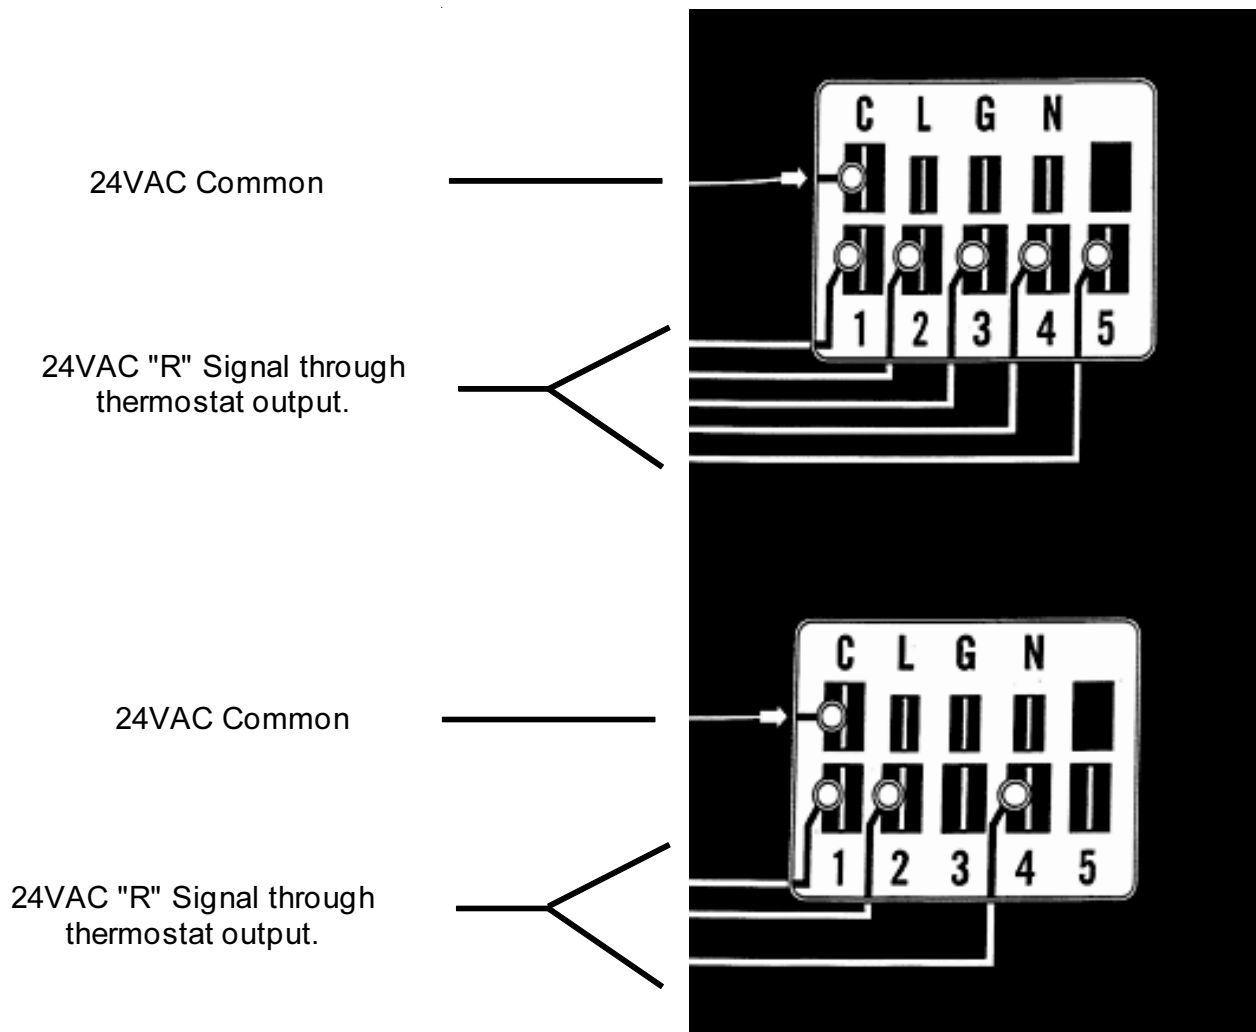 C L G N
24VAC Common
1 2 3 4 5
24VAC "R" Signal through
thermostat output.
C L G N
24VAC Common
1 2 3 4 5
24VAC "R" Signal through
thermostat output.